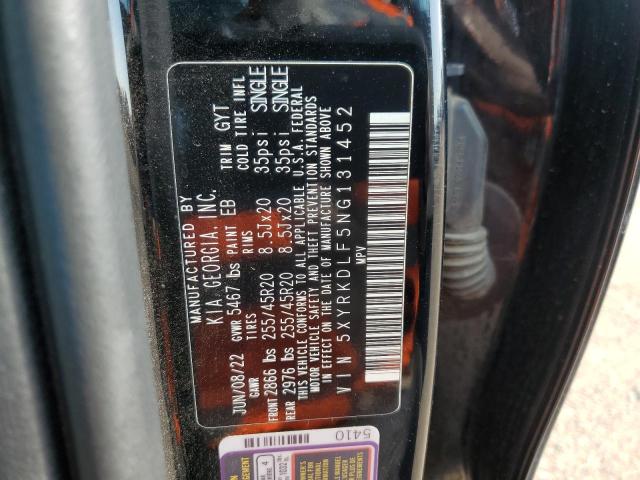 MANUFACTURED BY
KIA GEORGIA, INC.
JUN/08/22 GVWR 5467 lbs PAINT EB TRIM GYT
GAWR TIRES RIMS COLD TIRE INFL
FRONT 2866 lbs 255/45R20 8.5Jx20 35psi SINGLE
REAR 2976 lbs 255/45R20 8.5Jx20 35psi SINGLE
THIS VEHICLE CONFORMS TO ALL APPLICABLE U.S.A. FEDERAL
MOTOR VEHICLE SAFETY AND THEFT PREVENTION STANDARDS
IN EFFECT ON THE DATE OF MANUFACTURE SHOWN ABOVE
VIN 5XYRKDLF5NG131452
MPV
5410
4
1032